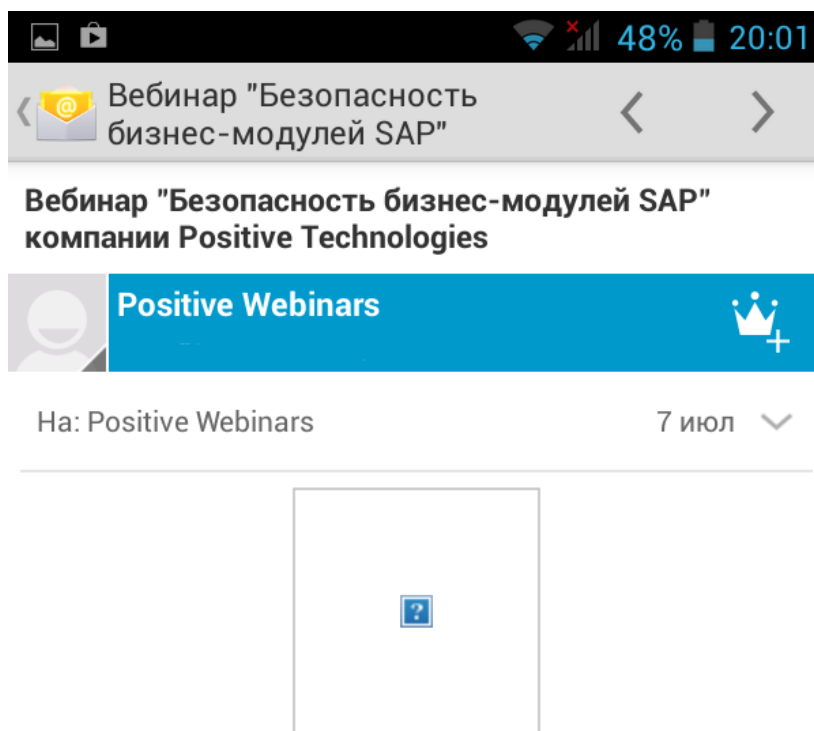 48% 20:01
Вебинар "Безопасность
бизнес-модулей SAP"
Вебинар "Безопасность бизнес-модулей SAP"
компании Positive Technologies
Positive Webinars
На: Positive Webinars 7 июл